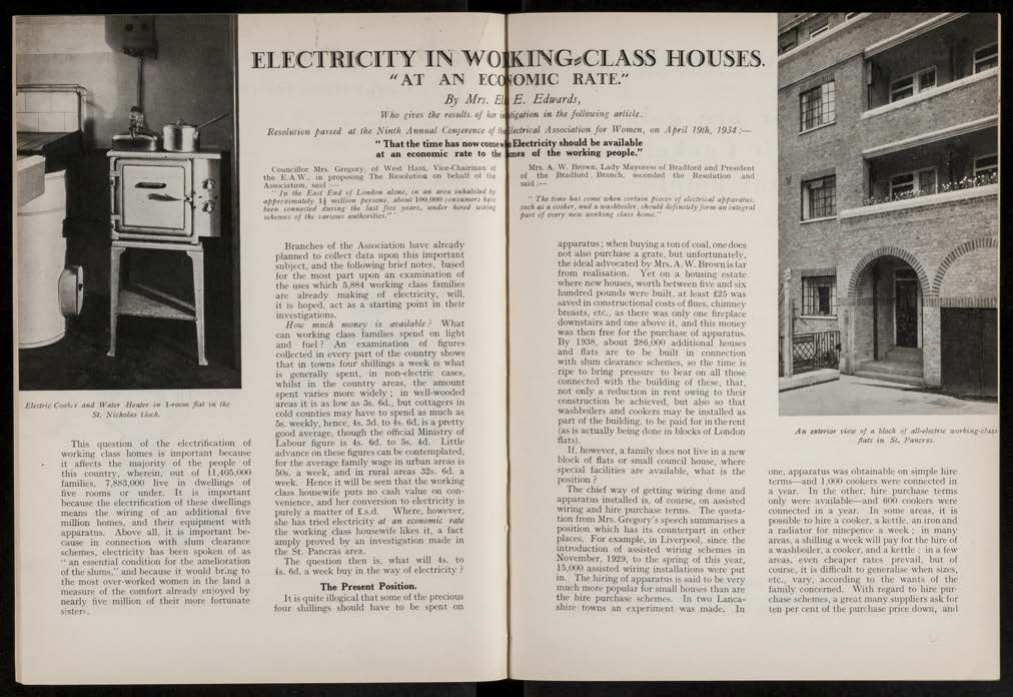 ELECTRICITY IN WORKING-CLASS HOUSES.
"AT AN ECONOMIC RATE."
By Mrs. E. Edwards,
Who gives the results of her investigation in the following article.
Resolution passed at the Ninth Annual Conference of the Electrical Association for Women, on April 19th, 1934:—
"That the time has now come when Electricity should be available
at an economic rate to the homes of the working people."
Councillor Mrs. Gregory, of West Ham, Vice-Chairman of
the E.A.W., in proposing The Resolution on behalf of the
Association, said:—
"In the East End of London alone, in an area inhabited by
approximately 1½ million persons, about 100,000 consumers have
been connected during the last five years, under hired wiring
schemes of the various authorities."
Mrs. A. W. Brown, Lady Mayoress of Bradford and President
of the Bradford Branch, seconded the Resolution and
said:—
"The time has come when certain pieces of electrical apparatus,
such as a cooker, and a washboiler, should definitely form an integral
part of every new working class home."
Electric Cooker and Water Heater in 1-room flat in the
St. Nicholas block.
This question of the electrification of
working class homes is important because
it affects the majority of the people of
this country, wherein, out of 11,405,000
families, 7,883,000 live in dwellings of
five rooms or under. It is important
because the electrification of these dwellings
means the wiring of an additional five
million homes, and their equipment with
apparatus. Above all, it is important be-
cause in connection with slum clearance
schemes, electricity has been spoken of as
"an essential condition for the amelioration
of the slums," and because it would bring to
the most over-worked women in the land a
measure of the comfort already enjoyed by
nearly five million of their more fortunate
sisters.
Branches of the Association have already
planned to collect data upon this important
subject, and the following brief notes, based
for the most part upon an examination of
the uses which 5,884 working class families
are already making of electricity, will,
it is hoped, act as a starting point in their
investigations.
How much money is available? What
can working class families spend on light
and fuel? An examination of figures
collected in every part of the country shows
that in towns four shillings a week is what
is generally spent, in non-electric cases,
whilst in the country areas, the amount
spent varies more widely; in well-wooded
areas it is as low as 3s. 6d., but cottagers in
cold counties may have to spend as much as
5s. weekly, hence, 4s. 3d. to 4s. 6d. is a pretty
good average, though the official Ministry of
Labour figure is 4s. 6d. to 5s. 4d. Little
advance on these figures can be contemplated,
for the average family wage in urban areas is
50s. a week, and in rural areas 32s. 6d. a
week. Hence it will be seen that the working
class housewife puts no cash value on con-
venience, and her conversion to electricity is
purely a matter of £.s.d. Where, however,
she has tried electricity at an economic rate
the working class housewife likes it, a fact
amply proved by an investigation made in
the St. Pancras area.
The question then is, what will 4s. to
4s. 6d. a week buy in the way of electricity?
The Present Position.
It is quite illogical that some of the precious
four shillings should have to be spent on
apparatus; when buying a ton of coal, one does
not also purchase a grate, but unfortunately,
the ideal advocated by Mrs. A. W. Brown is far
from realisation. Yet on a housing estate
where new houses, worth between five and six
hundred pounds were built, at least £25 was
saved in constructional costs of flues, chimney
breasts, etc., as there was only one fireplace
downstairs and one above it, and this money
was then free for the purchase of apparatus.
By 1938, about 286,000 additional houses
and flats are to be built in connection
with slum clearance schemes, so the time is
ripe to bring pressure to bear on all those
connected with the building of these, that,
not only a reduction in rent owing to their
construction be achieved, but also so that
washboilers and cookers may be installed as
part of the building, to be paid for in the rent
(as is actually being done in blocks of London
flats).
If, however, a family does not live in a new
block of flats or small council house, where
special facilities are available, what is the
position?
The chief way of getting wiring done and
apparatus installed is, of course, on assisted
wiring and hire purchase terms. The quota-
tion from Mrs. Gregory's speech summarises a
position which has its counterpart in other
places. For example, in Liverpool, since the
introduction of assisted wiring schemes in
November, 1929, to the spring of this year,
15,000 assisted wiring installations were put
in. The hiring of apparatus is said to be very
much more popular for small houses than are
the hire purchase schemes. In two Lanca-
shire towns an experiment was made. In
An exterior view of a block of all-electric working-class
flats in St. Pancras.
one, apparatus was obtainable on simple hire
terms—and 1,000 cookers were connected in
a year. In the other, hire purchase terms
only were available—and 600 cookers were
connected in a year. In some areas, it is
possible to hire a cooker, a kettle, an iron and
a radiator for ninepence a week; in many
areas, a shilling a week will pay for the hire of
a washboiler, a cooker, and a kettle: in a few
areas, even cheaper rates prevail, but of
course, it is difficult to generalise when sizes,
etc., vary, according to the wants of the
family concerned. With regard to hire pur-
chase schemes, a great many suppliers ask for
ten per cent of the purchase price down, and